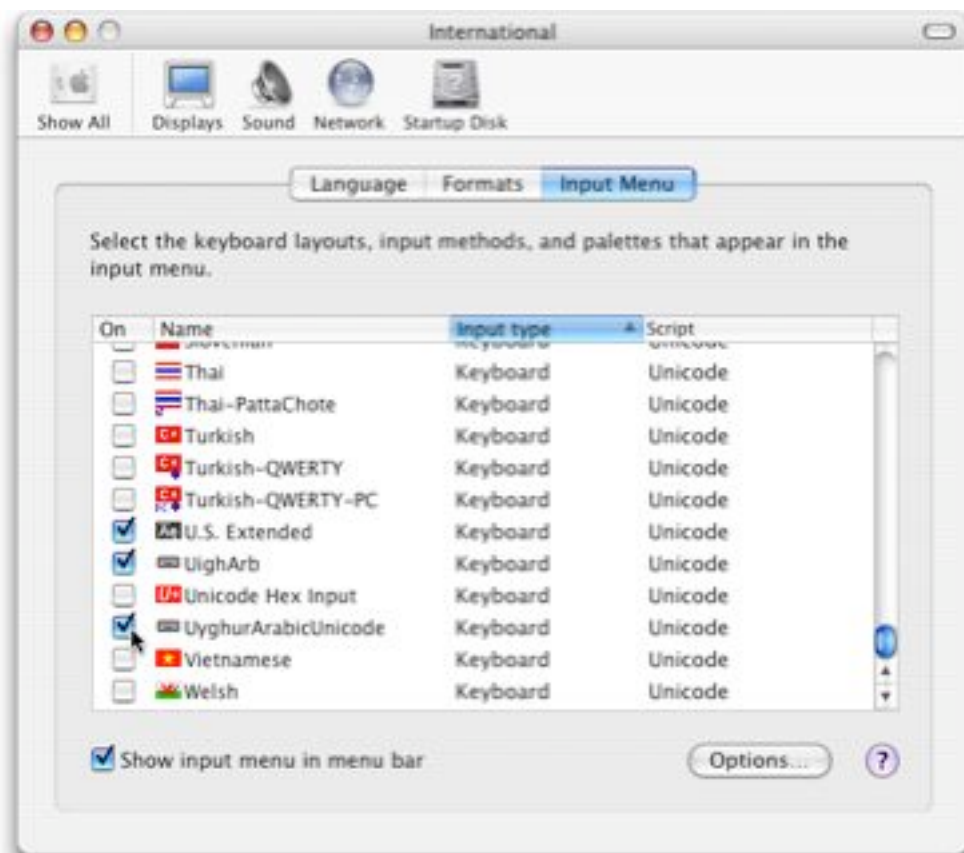 International
Show All Displays Sound Network Startup Disk
Language Formats Input Menu
Select the keyboard layouts, input methods, and palettes that appear in the
input menu.
On Name Input type Script
Thai Keyboard Unicode
Thai-PattaChote Keyboard Unicode
Turkish Keyboard Unicode
Turkish-QWERTY Keyboard Unicode
Turkish-QWERTY-PC Keyboard Unicode
U.S. Extended Keyboard Unicode
UighArb Keyboard Unicode
Unicode Hex Input Keyboard Unicode
UyghurArabicUnicode Keyboard Unicode
Vietnamese Keyboard Unicode
Welsh Keyboard Unicode
Show input menu in menu bar Options... ?